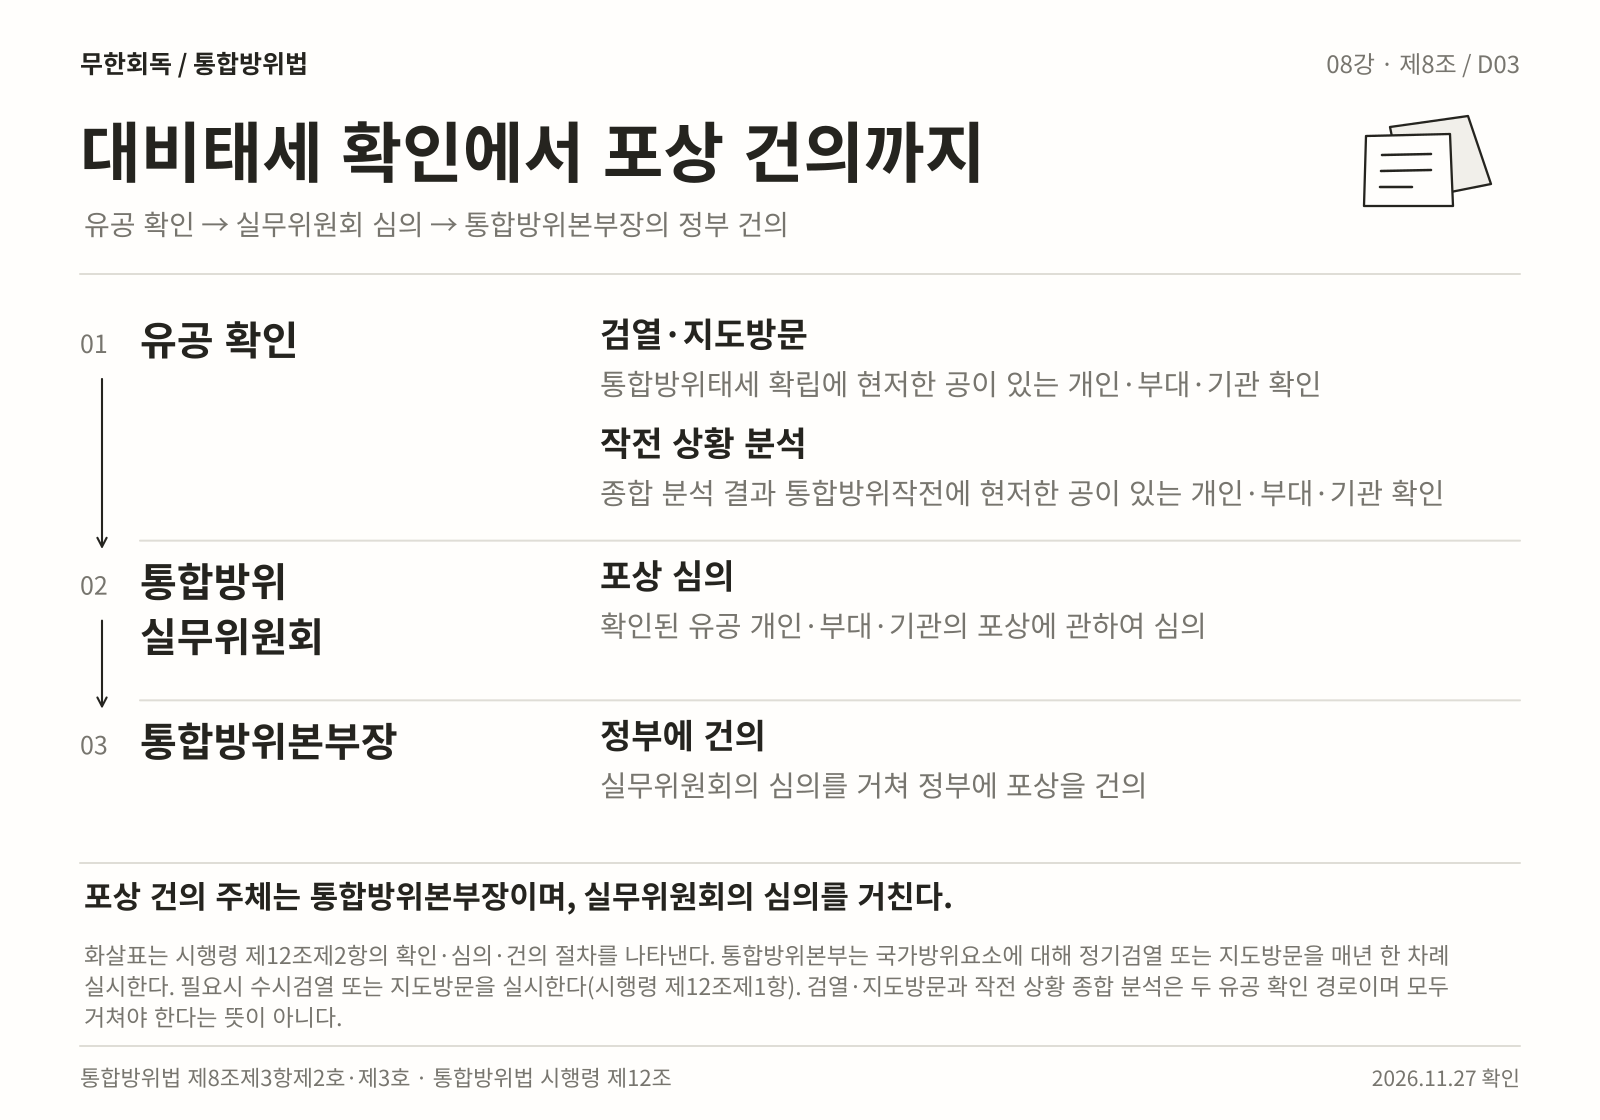 무한회독 / 통합방위법
08강 · 제8조 / D03
대비태세 확인에서 포상 건의까지
유공 확인 → 실무위원회 심의 → 통합방위본부장의 정부 건의
01 유공 확인
검열·지도방문
통합방위태세 확립에 현저한 공이 있는 개인·부대·기관 확인
작전 상황 분석
종합 분석 결과 통합방위작전에 현저한 공이 있는 개인·부대·기관 확인
02 통합방위
실무위원회
포상 심의
확인된 유공 개인·부대·기관의 포상에 관하여 심의
03 통합방위본부장
정부에 건의
실무위원회의 심의를 거쳐 정부에 포상을 건의
포상 건의 주체는 통합방위본부장이며, 실무위원회의 심의를 거친다.
화살표는 시행령 제12조제2항의 확인·심의·건의 절차를 나타낸다. 통합방위본부는 국가방위요소에 대해 정기검열 또는 지도방문을 매년 한 차례
실시한다. 필요시 수시검열 또는 지도방문을 실시한다(시행령 제12조제1항). 검열·지도방문과 작전 상황 종합 분석은 두 유공 확인 경로이며 모두
거쳐야 한다는 뜻이 아니다.
통합방위법 제8조제3항제2호·제3호 · 통합방위법 시행령 제12조
2026.11.27 확인